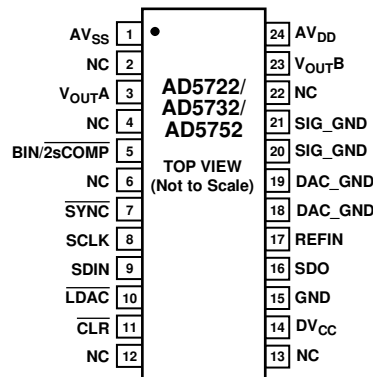 AVSS 1
NC 2
VOUTA 3
NC 4
BIN/2sCOMP 5
NC 6
SYNC 7
SCLK 8
SDIN 9
LDAC 10
CLR 11
NC 12
AD5722/
AD5732/
AD5752
TOP VIEW
(Not to Scale)
24 AVDD
23 VOUTB
22 NC
21 SIG_GND
20 SIG_GND
19 DAC_GND
18 DAC_GND
17 REFIN
16 SDO
15 GND
14 DVCC
13 NC